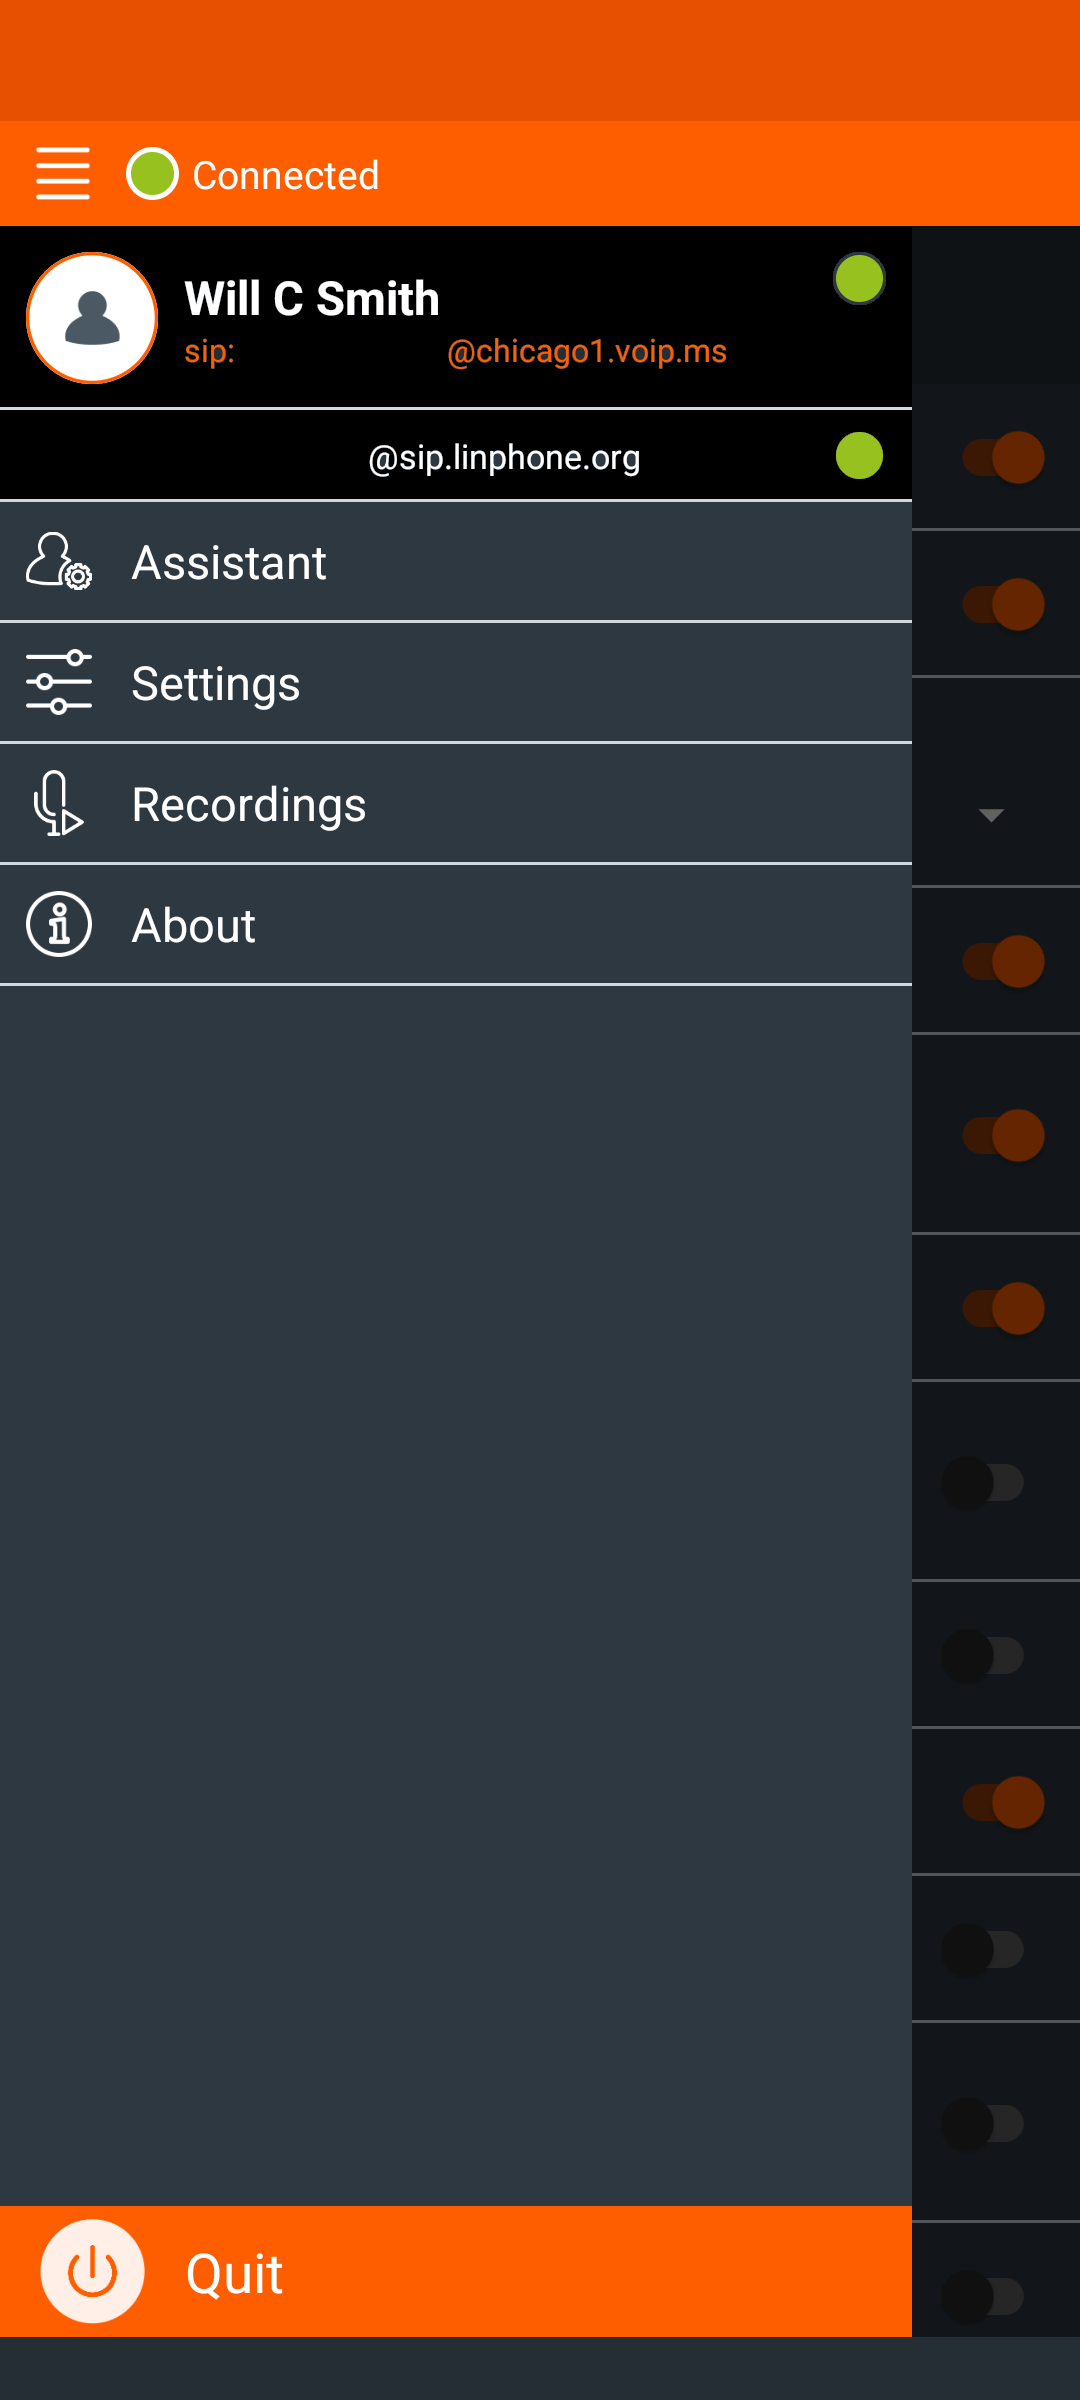 Connected
Will C Smith
sip: @chicago1.voip.ms
@sip.linphone.org
Assistant
Settings
Recordings
About
Quit